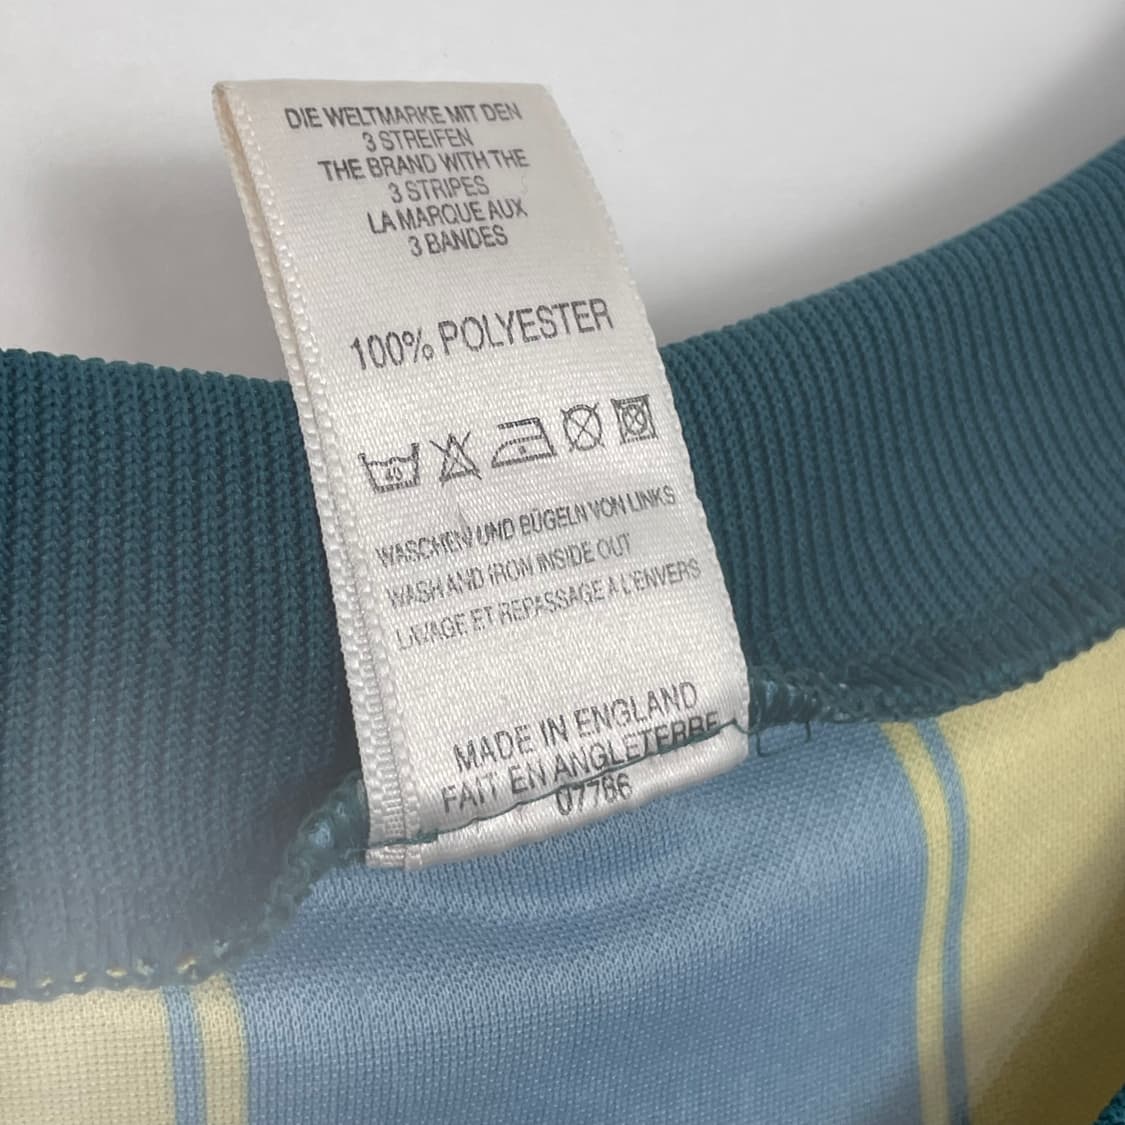 DIE WELTMARKE MIT DEN
3 STREIFEN
THE BRAND WITH THE
3 STRIPES
LA MARQUE AUX
3 BANDES
100% POLYESTER
40
WASCHEN UND BÜGELN VON LINKS
WASH AND IRON INSIDE OUT
LAVAGE ET REPASSAGE A L'ENVERS
MADE IN ENGLAND
FAIT EN ANGLETERRE
07786